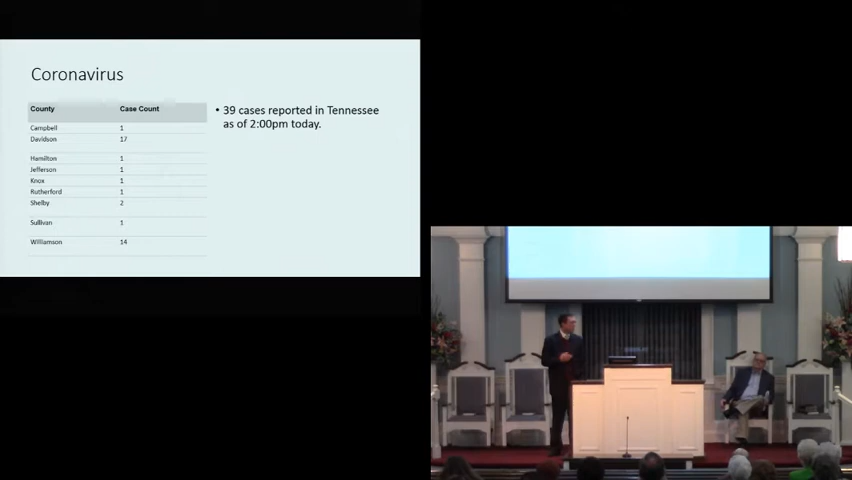 Coronavirus
County Case Count
Campbell 1
Davidson 17
Hamilton 1
Jefferson 1
Knox 1
Rutherford 1
Shelby 2
Sullivan 1
Williamson 14
• 39 cases reported in Tennessee
as of 2:00pm today.